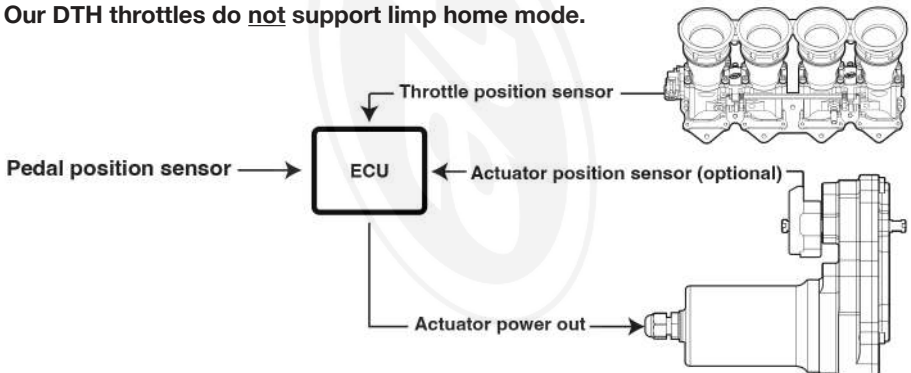 Our DTH throttles do not support limp home mode.
Throttle position sensor
Pedal position sensor
ECU
Actuator position sensor (optional)
Actuator power out